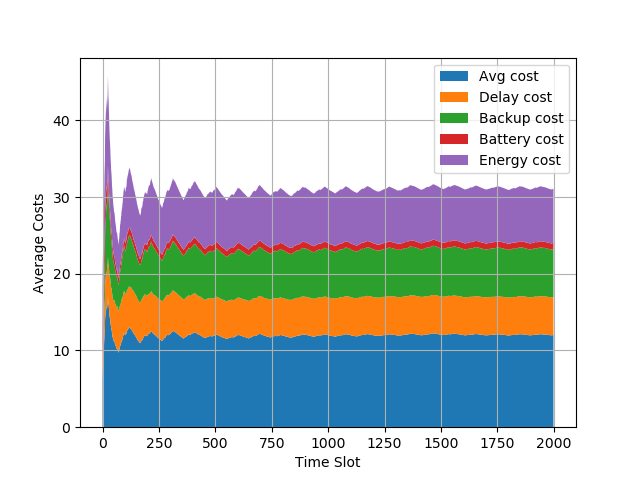 Avg cost
Delay cost
Backup cost
Battery cost
Energy cost
40
30
20
10
0
Average Costs
0 250 500 750 1000 1250 1500 1750 2000
Time Slot